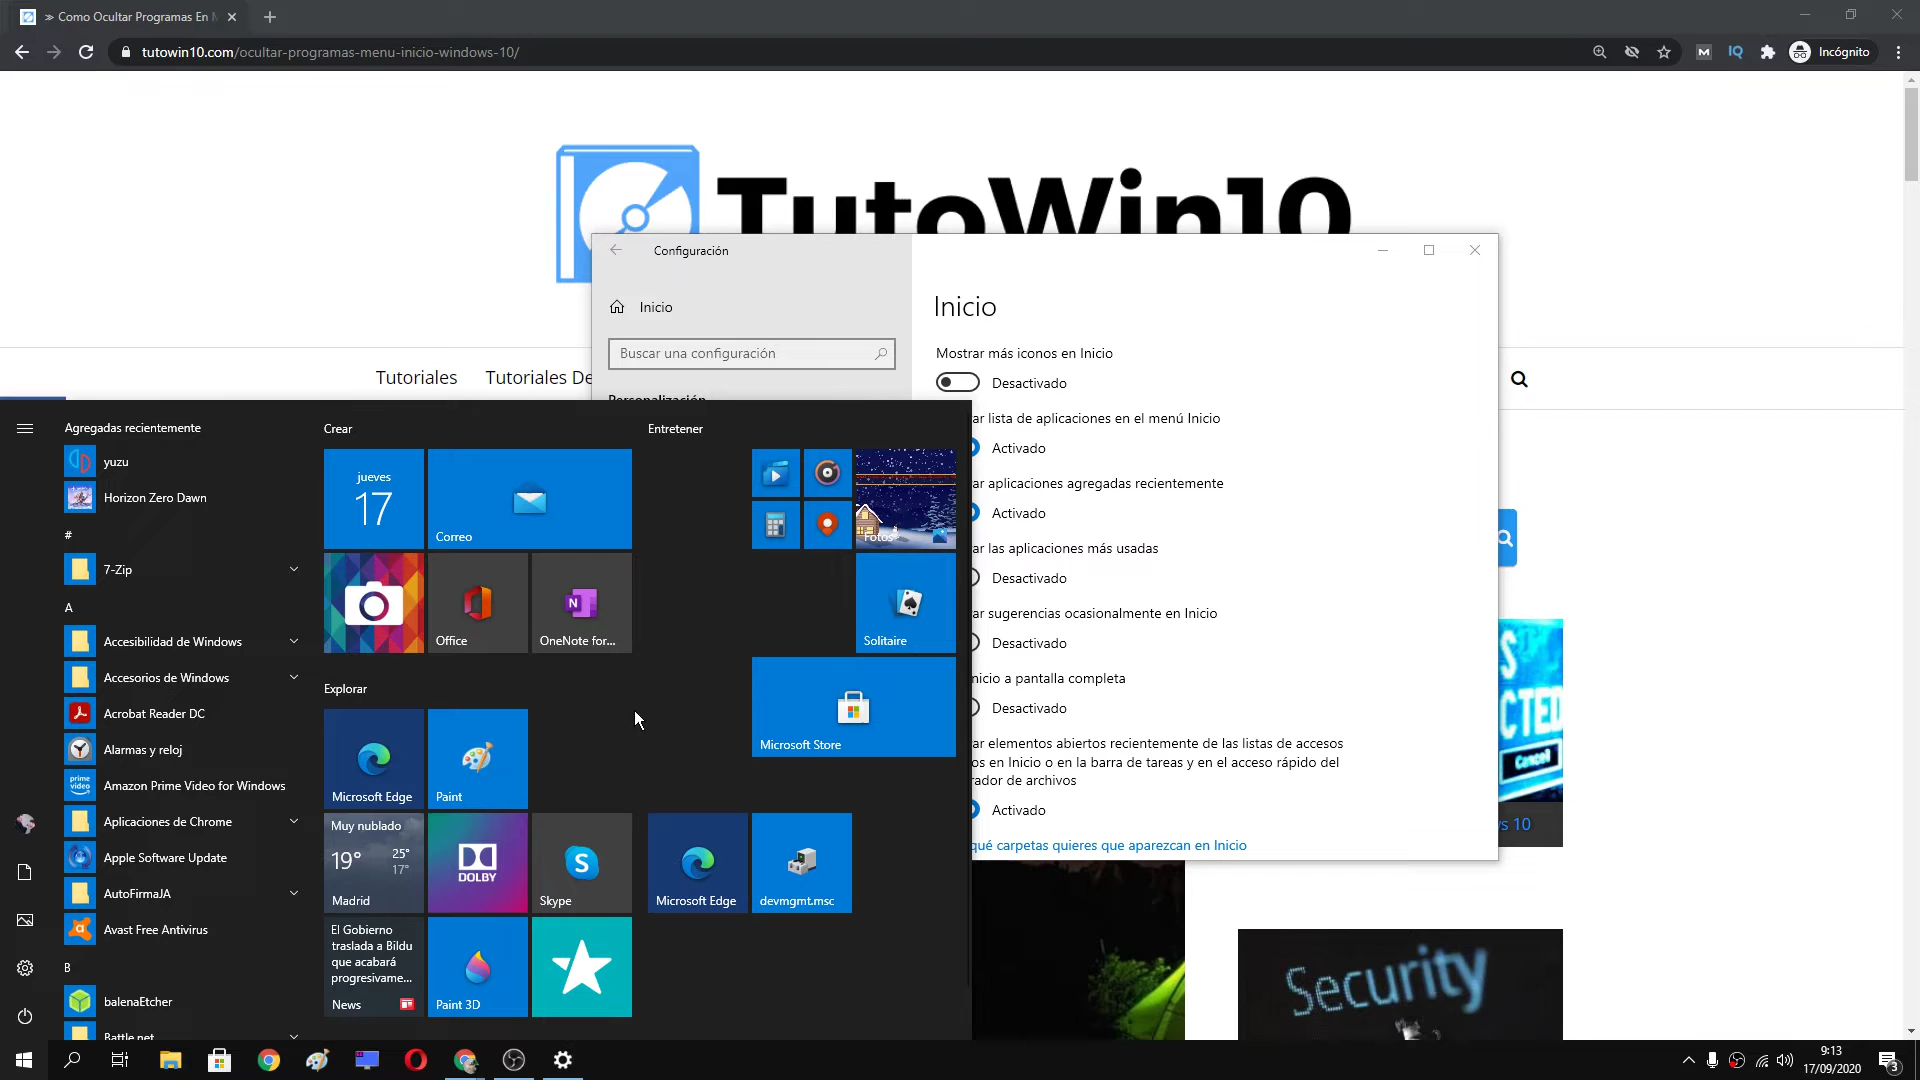 ≫ Como Ocultar Programas En
tutowin10.com/ocultar-programas-menu-inicio-windows-10/
M
IQ
Incógnito
TutoWin10
Tutoriales
Tutoriales De
Configuración
Inicio
Buscar una configuración
Personalización
Inicio
Mostrar más iconos en Inicio
Desactivado
ar lista de aplicaciones en el menú Inicio
Activado
ar aplicaciones agregadas recientemente
Activado
ar las aplicaciones más usadas
Desactivado
ar sugerencias ocasionalmente en Inicio
Desactivado
nicio a pantalla completa
Desactivado
ar elementos abiertos recientemente de las listas de accesos
os en Inicio o en la barra de tareas y en el acceso rápido del
rador de archivos
Activado
qué carpetas quieres que aparezcan en Inicio
Agregadas recientemente
yuzu
Horizon Zero Dawn
#
7-Zip
A
Accesibilidad de Windows
Accesorios de Windows
Acrobat Reader DC
Alarmas y reloj
prime video
Amazon Prime Video for Windows
Aplicaciones de Chrome
Apple Software Update
AutoFirmaJA
Avast Free Antivirus
B
balenaEtcher
Battle.net
Crear
jueves
17
Correo
Office
N
OneNote for...
Explorar
Microsoft Edge
Paint
Muy nublado
19°
25°
17°
Madrid
DOLBY
S
Skype
El Gobierno
traslada a Bildu
que acabará
progresivame...
News
Paint 3D
Entretener
Fotos
Solitaire
Microsoft Store
Microsoft Edge
devmgmt.msc
S
CTED
Cancel
ws 10
Security
9:13
17/09/2020
3